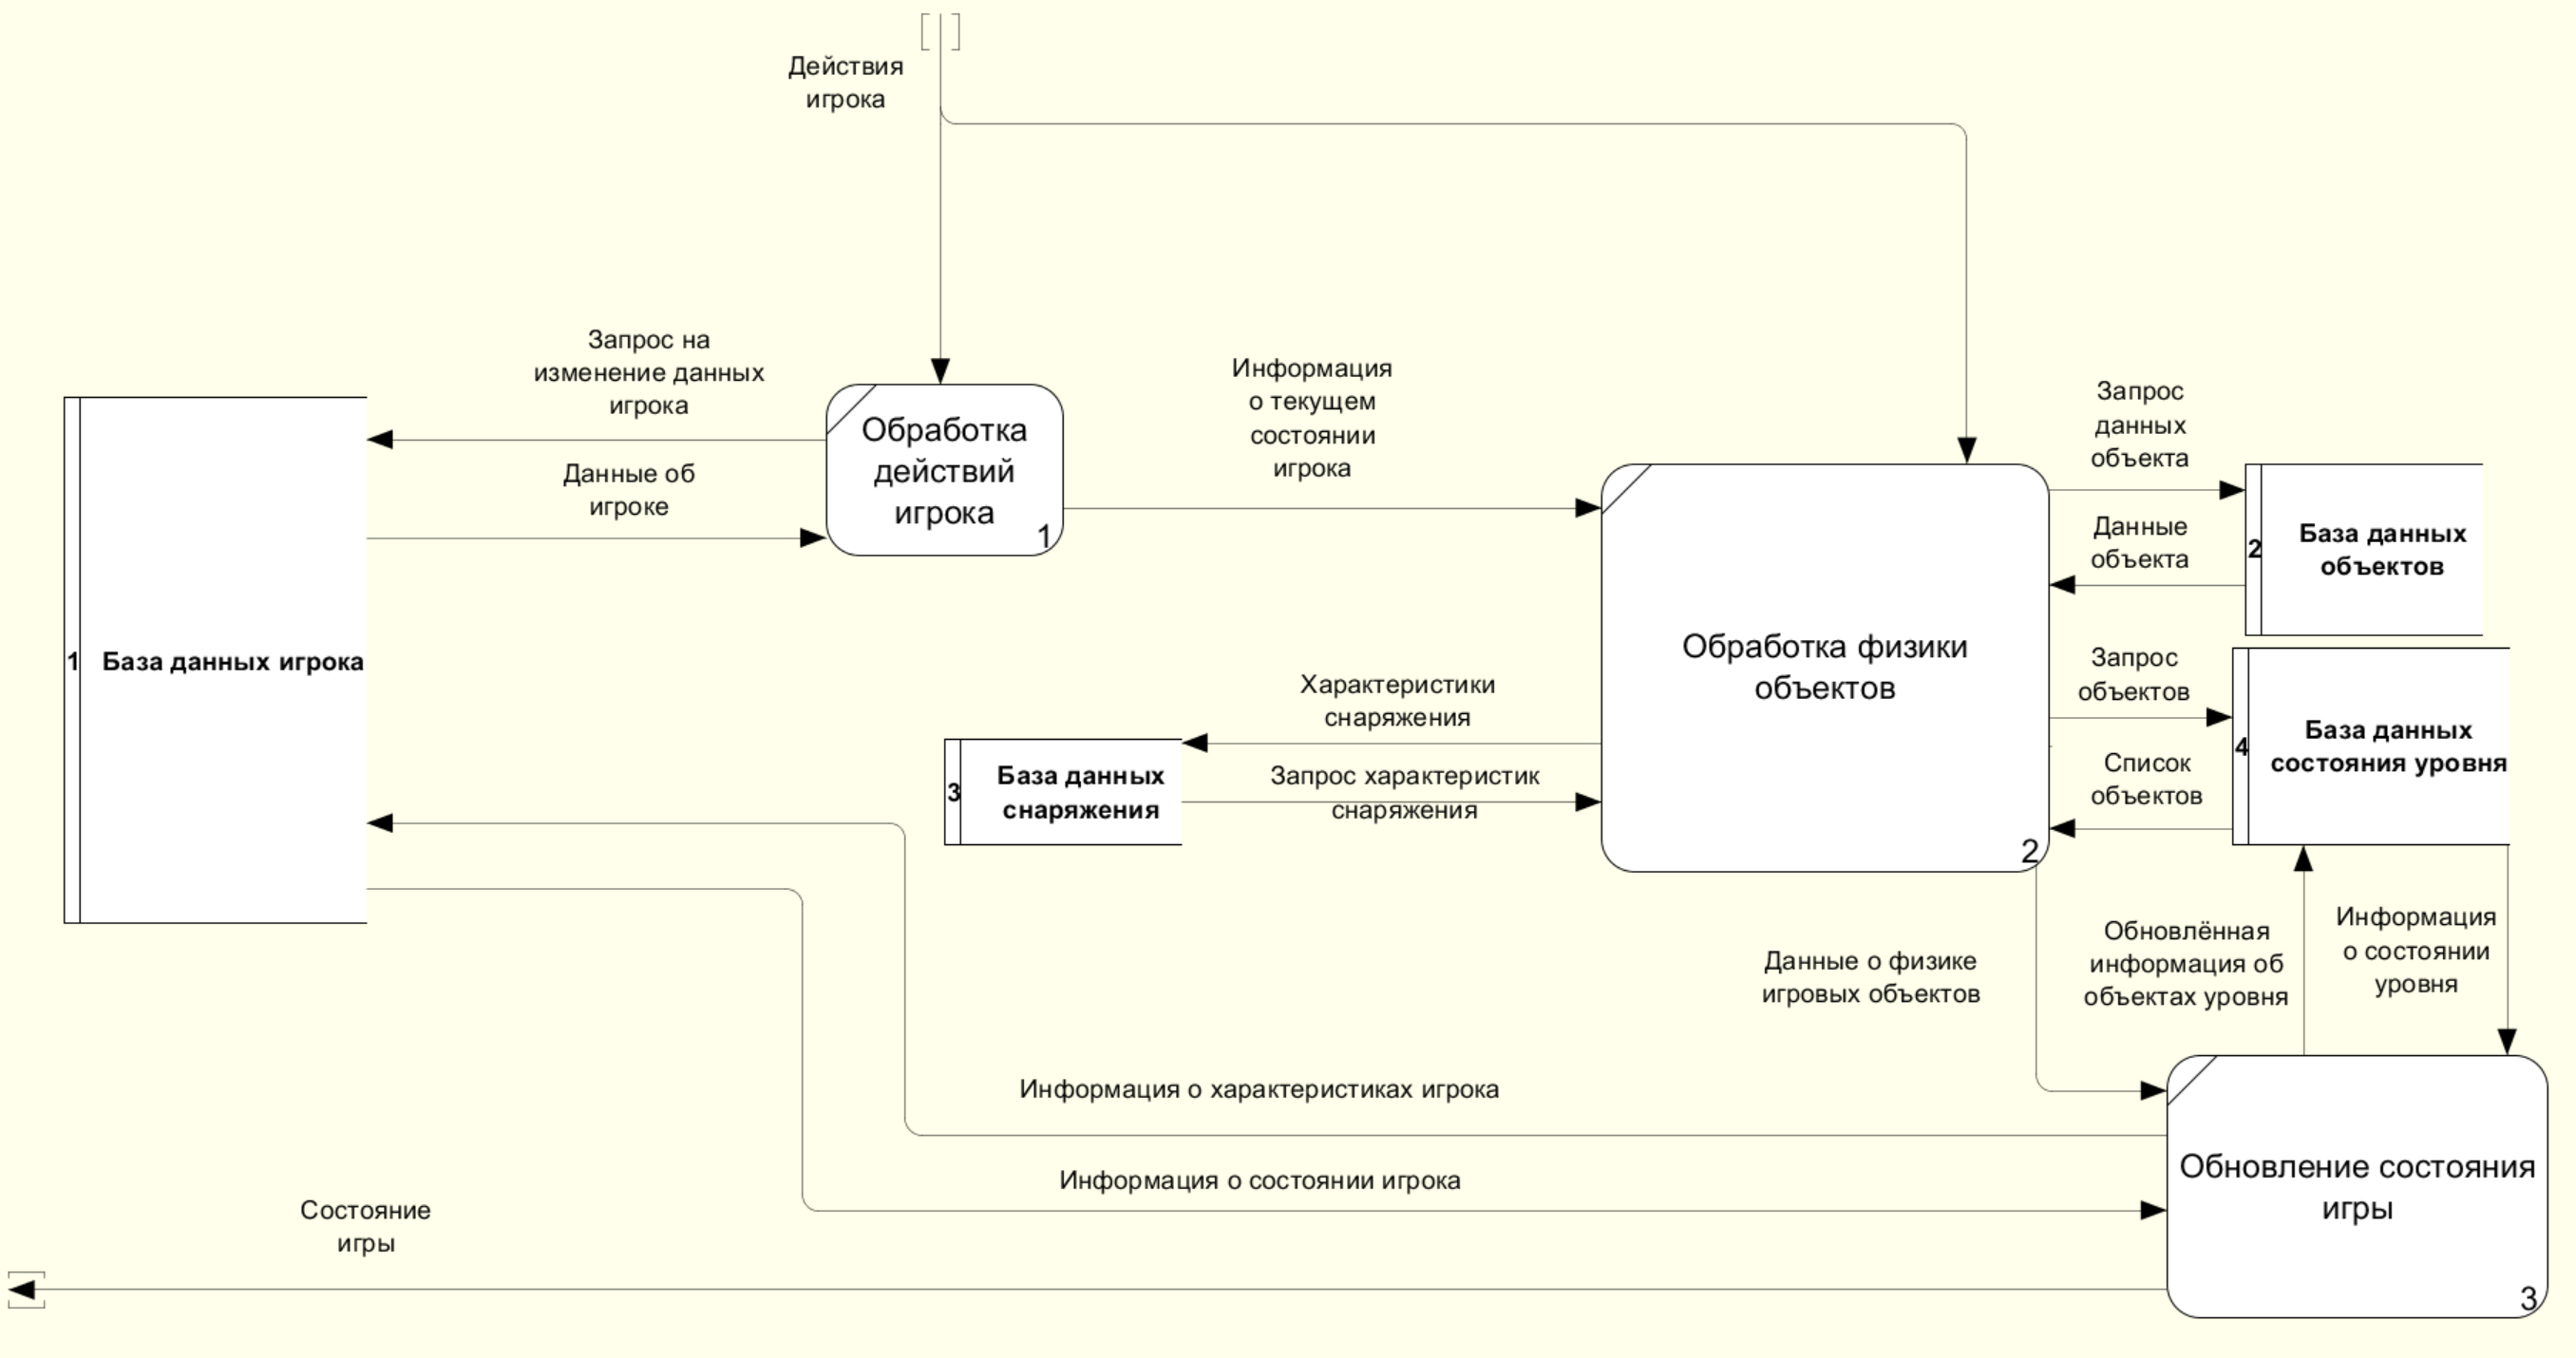 Действия
игрока
Запрос на
изменение данных
игрока
Данные об
игроке
Обработка
действий
игрока
1
Информация
о текущем
состоянии
игрока
Запрос
данных
объекта
Данные
объекта
2
База данных
объектов
1
База данных игрока
Обработка физики
объектов
2
Запрос
объектов
Список
объектов
4
База данных
состояния уровня
Характеристики
снаряжения
Запрос характеристик
снаряжения
3
База данных
снаряжения
Данные о физике
игровых объектов
Обновлённая
информация об
объектах уровня
Информация
о состоянии
уровня
Информация о характеристиках игрока
Информация о состоянии игрока
Обновление состояния
игры
3
Состояние
игры